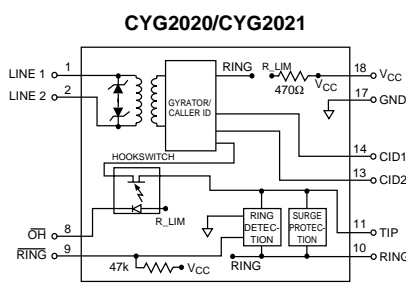 CYG2020/CYG2021
LINE 1 1
LINE 2 2
GYRATOR/
CALLER ID
RING
R_LIM
470Ω
VCC
18 VCC
17 GND
14 CID1
13 CID2
HOOKSWITCH
R_LIM
OH 8
RING 9
47k
VCC
RING
DETEC-
TION
SURGE
PROTEC-
TION
RING
11 TIP
10 RING